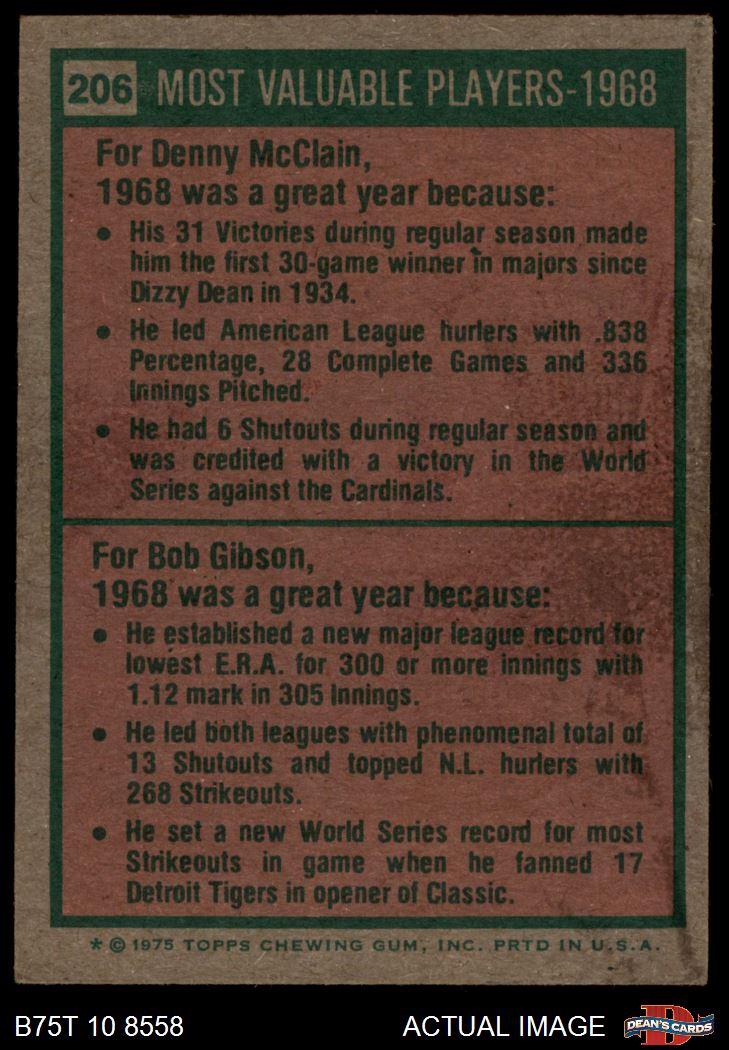 206 MOST VALUABLE PLAYERS-1968
For Denny McClain,
1968 was a great year because:
● His 31 Victories during regular season made
him the first 30-game winner in majors since
Dizzy Dean in 1934.
● He led American League hurlers with .838
Percentage, 28 Complete Games and 336
Innings Pitched.
● He had 6 Shutouts during regular season and
was credited with a victory in the World
Series against the Cardinals.
For Bob Gibson,
1968 was a great year because:
● He established a new major league record for
lowest E.R.A. for 300 or more innings with
1.12 mark in 305 Innings.
● He led both leagues with phenomenal total of
13 Shutouts and topped N.L. hurlers with
268 Strikeouts.
● He set a new World Series record for most
Strikeouts in game when he fanned 17
Detroit Tigers in opener of Classic.
* © 1975 TOPPS CHEWING GUM, INC. PRTD IN U.S.A.
B75T 10 8558 ACTUAL IMAGE DEAN'S CARDS